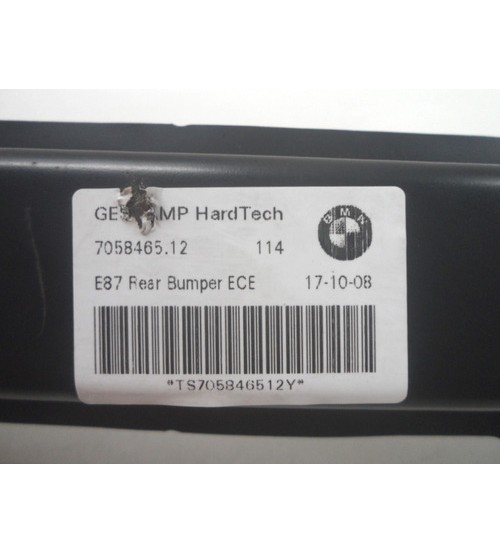 HardTech
BMW
7058465.12 114
E87 Rear Bumper ECE 17-10-08
*TS705846512Y*